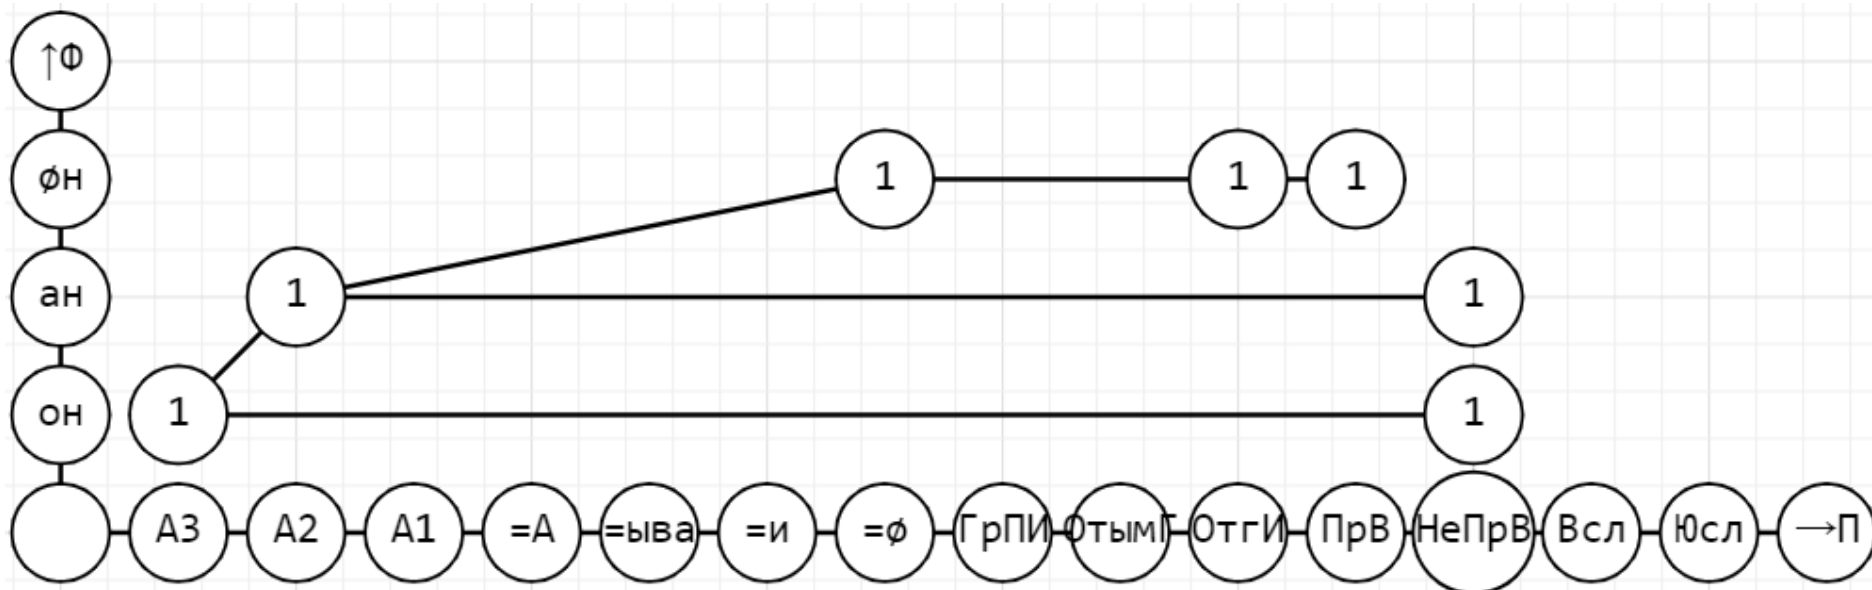 ↑Ф
øн 1 1 1
ан 1 1
он 1 1
А3 А2 А1 =А =ыва =и =ø ГрПИ ОтымГ ОтгИ ПрВ НеПрВ Всл Юсл →П